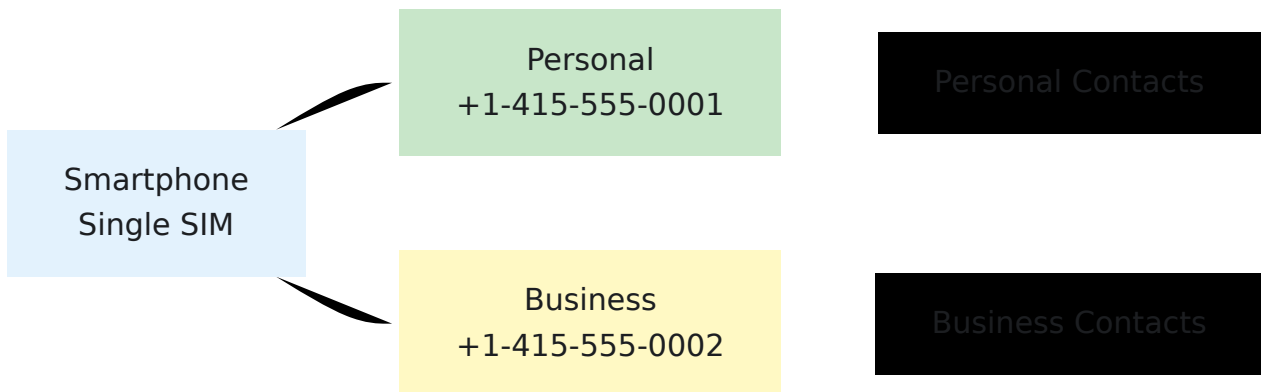 Smartphone
Single SIM
Personal
+1-415-555-0001
Personal Contacts
Business
+1-415-555-0002
Business Contacts